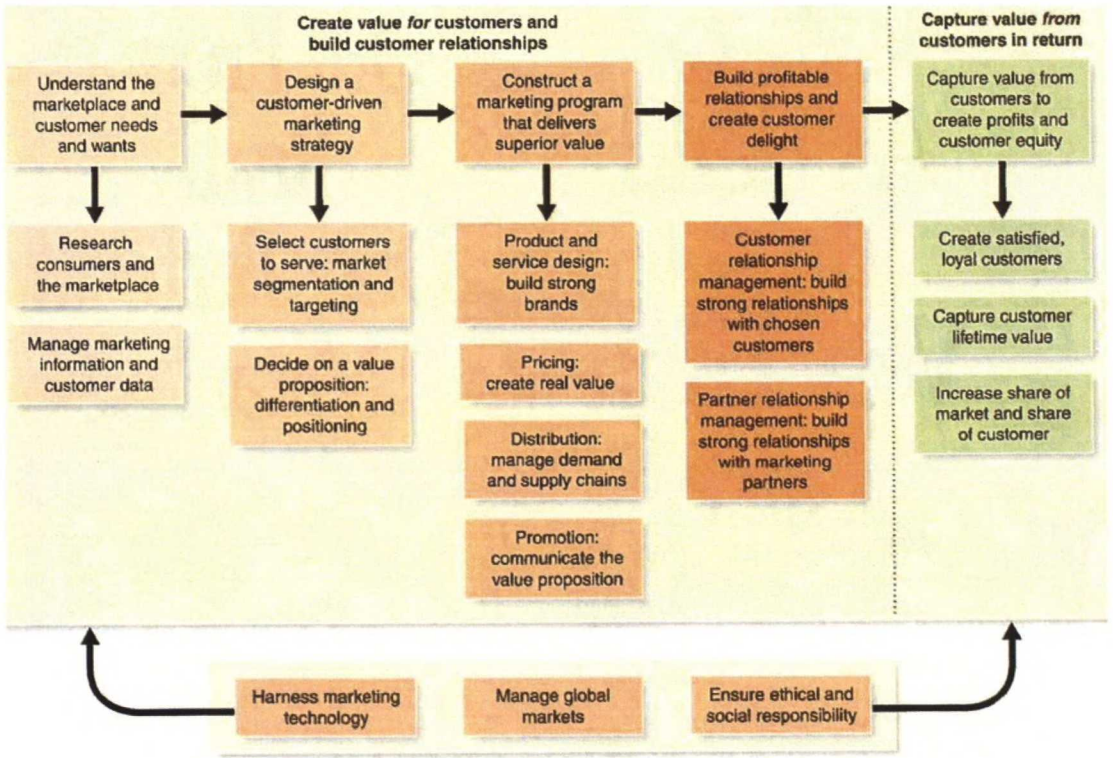 Create value for customers and
build customer relationships
Capture value from
customers in return
Understand the
marketplace and
customer needs
and wants
Design a
customer-driven
marketing
strategy
Construct a
marketing program
that delivers
superior value
Build profitable
relationships and
create customer
delight
Capture value from
customers to
create profits and
customer equity
Research
consumers and
the marketplace
Manage marketing
information and
customer data
Select customers
to serve: market
segmentation and
targeting
Decide on a value
proposition:
differentiation and
positioning
Product and
service design:
build strong
brands
Pricing:
create real value
Distribution:
manage demand
and supply chains
Promotion:
communicate the
value proposition
Customer
relationship
management: build
strong relationships
with chosen
customers
Partner relationship
management: build
strong relationships
with marketing
partners
Create satisfied,
loyal customers
Capture customer
lifetime value
Increase share of
market and share
of customer
Harness marketing
technology
Manage global
markets
Ensure ethical and
social responsibility